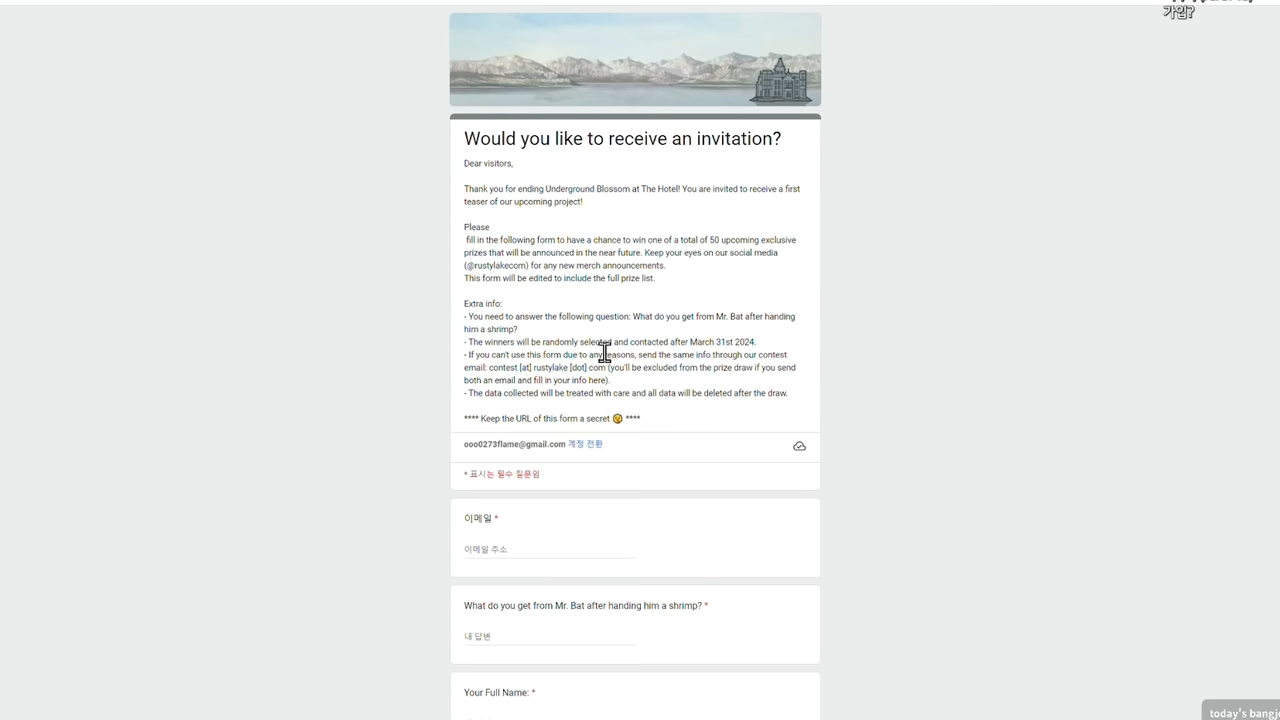 가입?
Would you like to receive an invitation?
Dear visitors,
Thank you for ending Underground Blossom at The Hotel! You are invited to receive a first
teaser of our upcoming project!
Please
fill in the following form to have a chance to win one of a total of 50 upcoming exclusive
prizes that will be announced in the near future. Keep your eyes on our social media
(@rustylakecom) for any new merch announcements.
This form will be edited to include the full prize list.
Extra info:
- You need to answer the following question: What do you get from Mr. Bat after handing
him a shrimp?
- The winners will be randomly selected and contacted after March 31st 2024.
- If you can't use this form due to any reasons, send the same info through our contest
email: contest [at] rustylake [dot] com (you'll be excluded from the prize draw if you send
both an email and fill in your info here).
- The data collected will be treated with care and all data will be deleted after the draw.
**** Keep the URL of this form a secret 🤫 ****
ooo0273flame@gmail.com 계정 전환
* 표시는 필수 질문임
이메일 *
이메일 주소
What do you get from Mr. Bat after handing him a shrimp? *
내 답변
Your Full Name: *
today's bangj